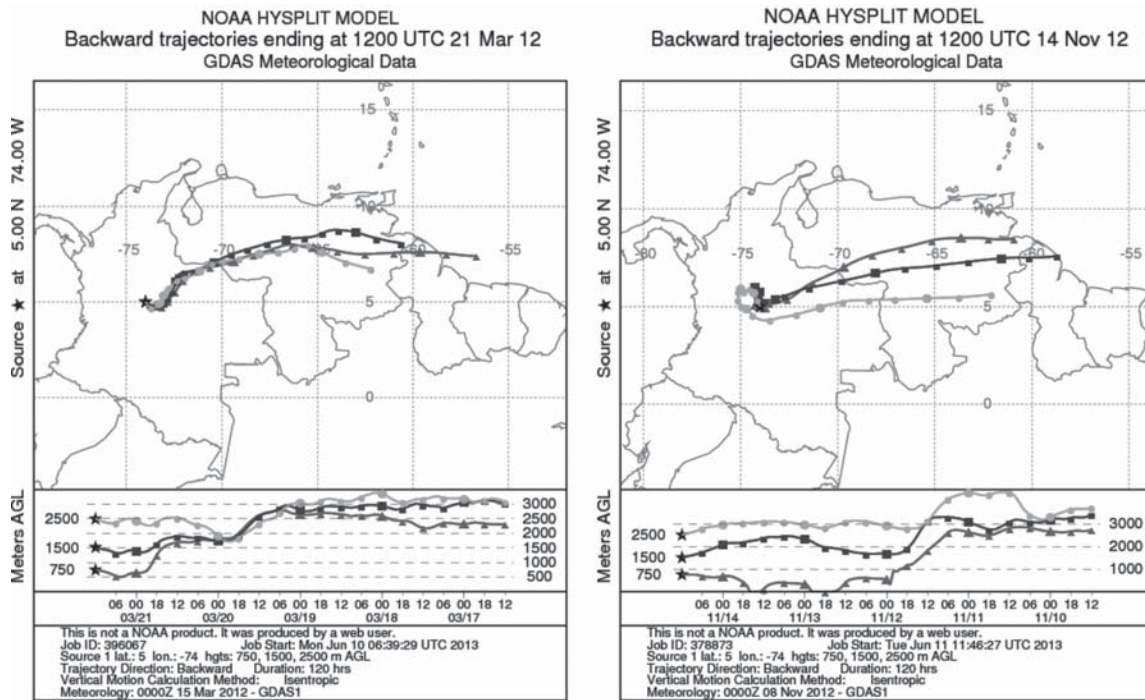 NOAA HYSPLIT MODEL
Backward trajectories ending at 1200 UTC 21 Mar 12
GDAS Meteorological Data
Source ★ at 5.00 N 74.00 W
15
10
-75
-70
-65
-60
-55
5
0
Meters AGL
2500
1500
750
3000
2500
2000
1500
1000
500
06 00 18 12 06 00 18 12 06 00 18 12 06 00 18 12 06 00 18 12
03/21 03/20 03/19 03/18 03/17
This is not a NOAA product. It was produced by a web user.
Job ID: 396067 Job Start: Mon Jun 10 06:39:29 UTC 2013
Source 1 lat.: 5 lon.: -74 hgts: 750, 1500, 2500 m AGL
Trajectory Direction: Backward Duration: 120 hrs
Vertical Motion Calculation Method: Isentropic
Meteorology: 0000Z 15 Mar 2012 - GDAS1
NOAA HYSPLIT MODEL
Backward trajectories ending at 1200 UTC 14 Nov 12
GDAS Meteorological Data
Source ★ at 5.00 N 74.00 W
15
10
-80
-75
-70
-65
-60
-55
5
0
Meters AGL
2500
1500
750
3000
2000
1000
06 00 18 12 06 00 18 12 06 00 18 12 06 00 18 12 06 00 18 12
11/14 11/13 11/12 11/11 11/10
This is not a NOAA product. It was produced by a web user.
Job ID: 378873 Job Start: Tue Jun 11 11:46:27 UTC 2013
Source 1 lat.: 5 lon.: -74 hgts: 750, 1500, 2500 m AGL
Trajectory Direction: Backward Duration: 120 hrs
Vertical Motion Calculation Method: Isentropic
Meteorology: 0000Z 08 Nov 2012 - GDAS1